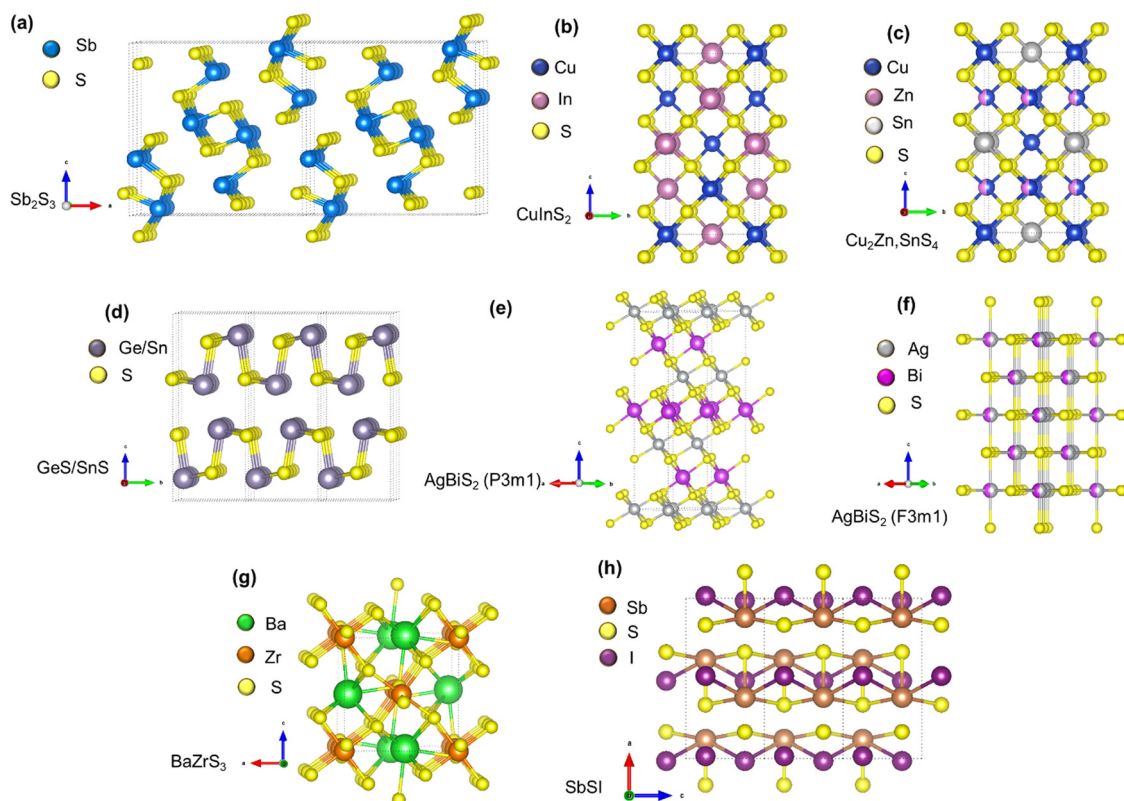 (a)
Sb
S
c
a
Sb₂S₃
(b)
Cu
In
S
c
b
CuInS₂
(c)
Cu
Zn
Sn
S
c
b
Cu₂Zn,SnS₄
(d)
Ge/Sn
S
c
b
GeS/SnS
(e)
c
a
b
AgBiS₂ (P3m1)
(f)
Ag
Bi
S
c
a
b
AgBiS₂ (F3m1)
(g)
Ba
Zr
S
c
a
BaZrS₃
(h)
Sb
S
I
a
c
SbSI